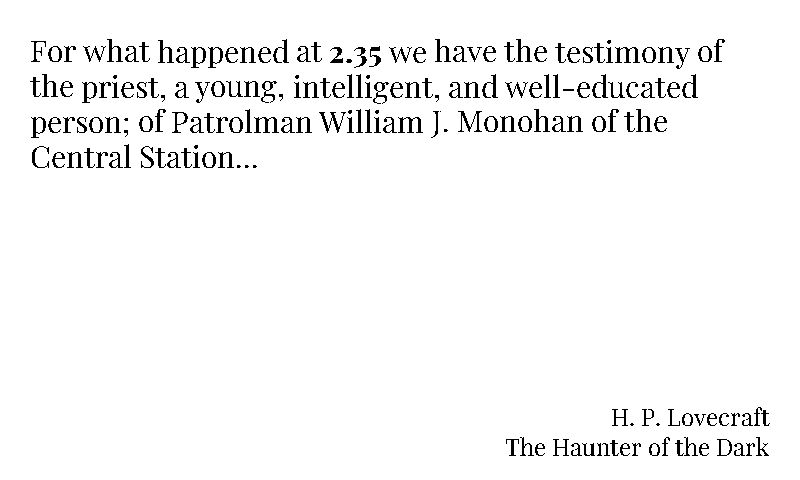 For what happened at 2.35 we have the testimony of
the priest, a young, intelligent, and well-educated
person; of Patrolman William J. Monohan of the
Central Station...
H. P. Lovecraft
The Haunter of the Dark